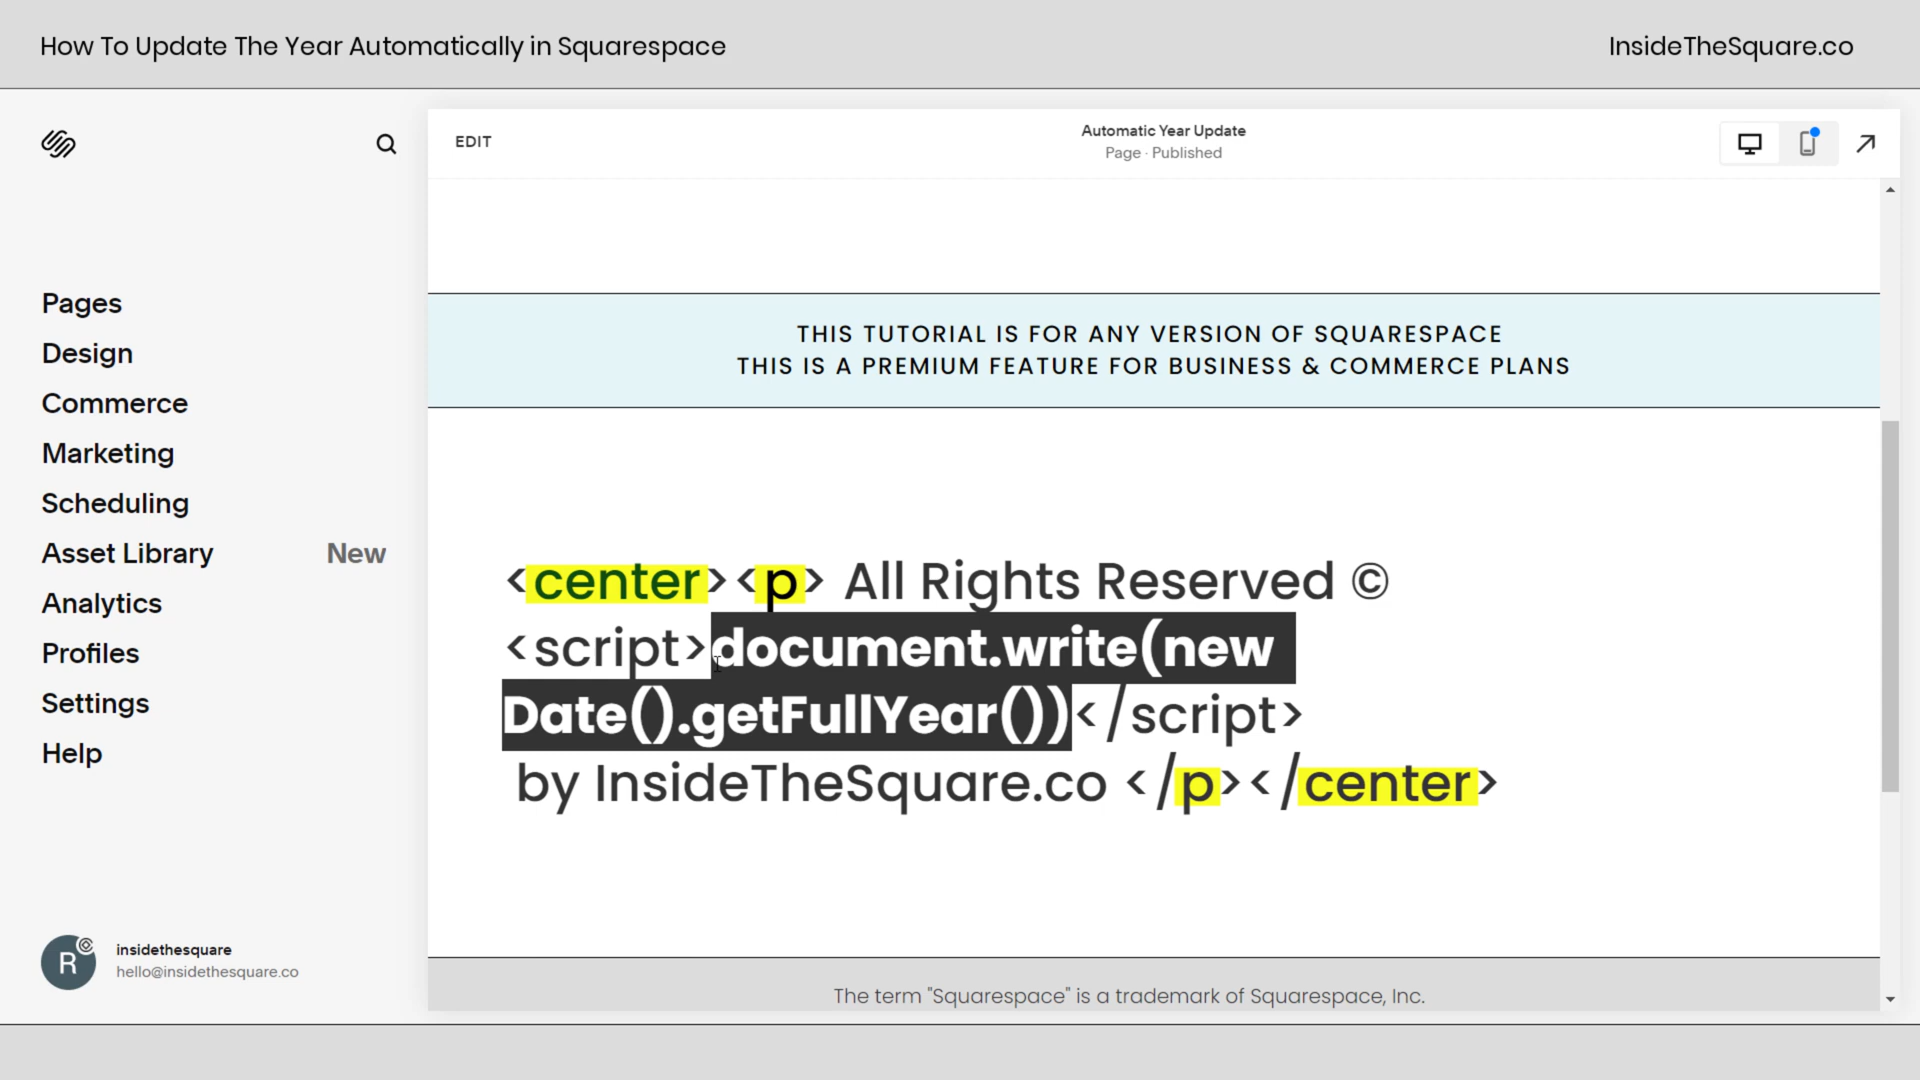 How To Update The Year Automatically in Squarespace
InsideTheSquare.co
EDIT
Automatic Year Update
Page · Published
Pages
Design
Commerce
Marketing
Scheduling
Asset Library New
Analytics
Profiles
Settings
Help
R
insidethesquare
hello@insidethesquare.co
THIS TUTORIAL IS FOR ANY VERSION OF SQUARESPACE
THIS IS A PREMIUM FEATURE FOR BUSINESS & COMMERCE PLANS
<center><p> All Rights Reserved ©
<script>document.write(new
Date().getFullYear())</script>
by InsideTheSquare.co </p></center>
The term "Squarespace" is a trademark of Squarespace, Inc.